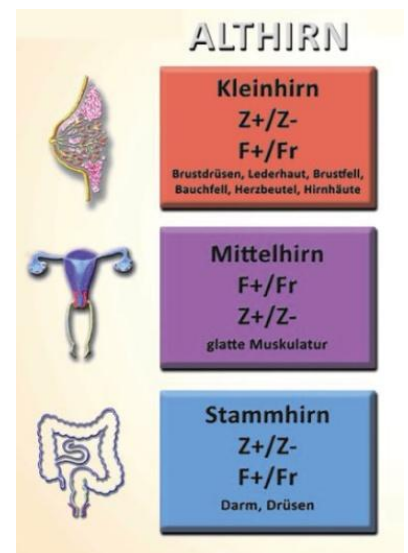 ALTHIRN
Kleinhirn
Z+/Z-
F+/Fr
Brustdrüsen, Lederhaut, Brustfell,
Bauchfell, Herzbeutel, Hirnhäute
Mittelhirn
F+/Fr
Z+/Z-
glatte Muskulatur
Stammhirn
Z+/Z-
F+/Fr
Darm, Drüsen